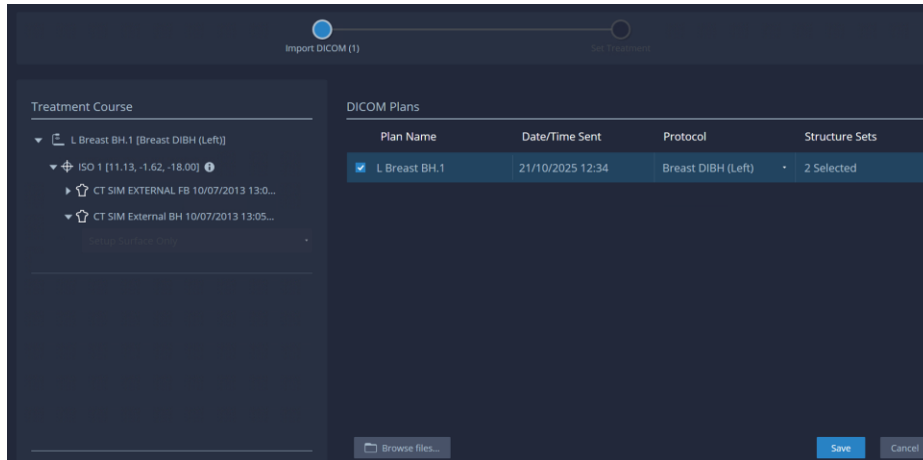 Import DICOM (1)
Set Treatment
Treatment Course
L Breast BH.1 [Breast DIBH (Left)]
ISO 1 [11.13, -1.62, -18.00]
CT SIM EXTERNAL FB 10/07/2013 13:0...
CT SIM External BH 10/07/2013 13:05...
Setup Surface Only
DICOM Plans
Plan Name Date/Time Sent Protocol Structure Sets
L Breast BH.1 21/10/2025 12:34 Breast DIBH (Left) 2 Selected
Browse files...
Save Cancel